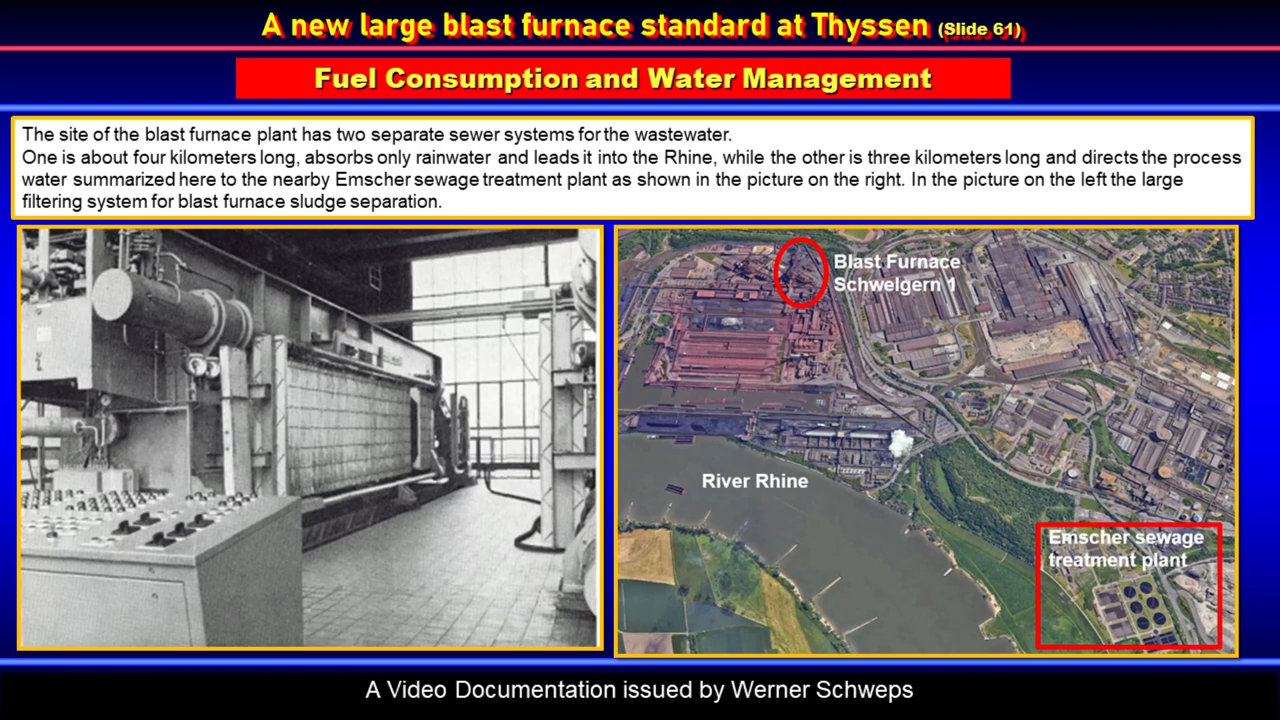 A new large blast furnace standard at Thyssen (Slide 61)
Fuel Consumption and Water Management
The site of the blast furnace plant has two separate sewer systems for the wastewater.
One is about four kilometers long, absorbs only rainwater and leads it into the Rhine, while the other is three kilometers long and directs the process
water summarized here to the nearby Emscher sewage treatment plant as shown in the picture on the right. In the picture on the left the large
filtering system for blast furnace sludge separation.
Blast Furnace
Schwelgern 1
River Rhine
Emscher sewage
treatment plant
A Video Documentation issued by Werner Schweps